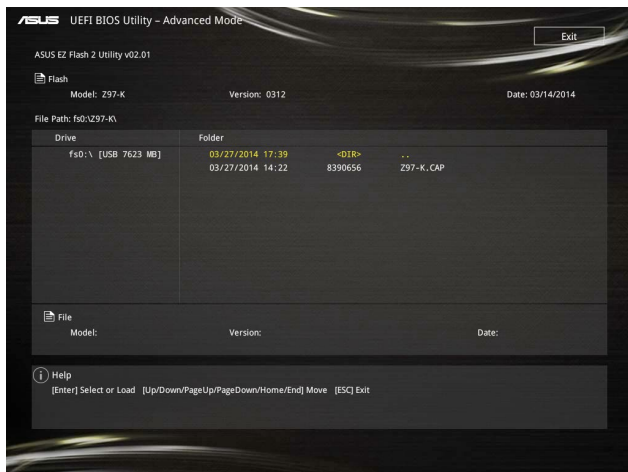 ASUS UEFI BIOS Utility – Advanced Mode
Exit
ASUS EZ Flash 2 Utility v02.01
Flash
Model: Z97-K Version: 0312 Date: 03/14/2014
File Path: fs0:\Z97-K\
Drive Folder
fs0:\ [USB 7623 MB] 03/27/2014 17:39 <DIR> ..
03/27/2014 14:22 8390656 Z97-K.CAP
File
Model: Version: Date:
Help
[Enter] Select or Load [Up/Down/PageUp/PageDown/Home/End] Move [ESC] Exit